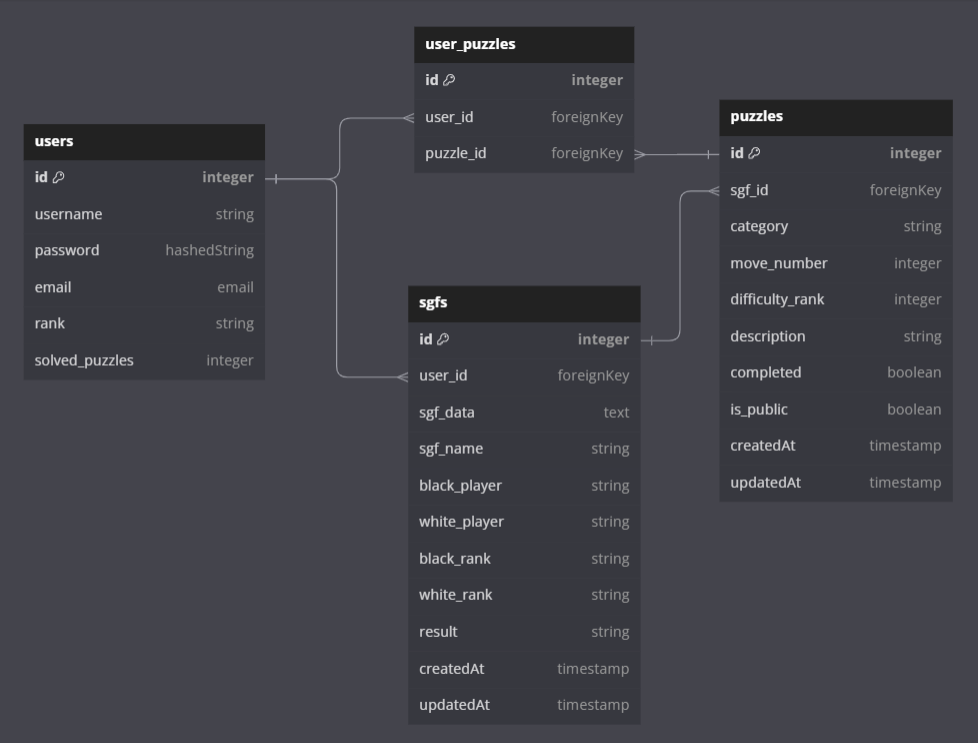 user_puzzles
id integer
user_id foreignKey
puzzle_id foreignKey
users
id integer
username string
password hashedString
email email
rank string
solved_puzzles integer
puzzles
id integer
sgf_id foreignKey
category string
move_number integer
difficulty_rank integer
description string
completed boolean
is_public boolean
createdAt timestamp
updatedAt timestamp
sgfs
id integer
user_id foreignKey
sgf_data text
sgf_name string
black_player string
white_player string
black_rank string
white_rank string
result string
createdAt timestamp
updatedAt timestamp